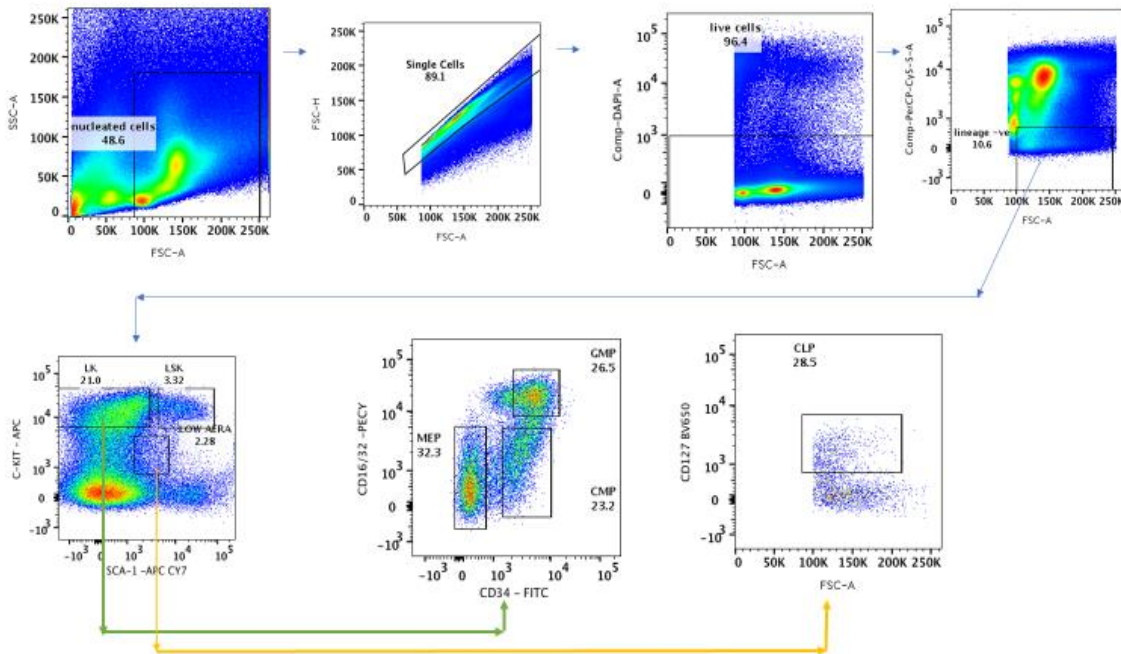 250K
200K
150K
100K
50K
0
SSC-A
nucleated cells
48.6
0 50K 100K 150K 200K 250K
FSC-A
250K
200K
150K
100K
50K
0
FSC-H
Single Cells
89.1
0 50K 100K 150K 200K 250K
FSC-A
live cells
96.4
10^5
10^4
10^3
0
Comp-DAPI-A
0 50K 100K 150K 200K 250K
FSC-A
10^5
10^4
10^3
0
-10^3
Comp-PerCP-Cy5-5-A
lineage -ve
10.6
0 50K 100K 150K 200K 250K
FSC-A
LK
21.0
LSK
3.32
LOW AERA
2.28
10^5
10^4
10^3
0
-10^3
C-KIT - APC
-10^3 0 10^3 10^4 10^5
SCA-1 -APC CY7
GMP
26.5
MEP
32.3
CMP
23.2
10^5
10^4
10^3
0
-10^3
CD16/32 -PECY
-10^3 0 10^3 10^4 10^5
CD34 - FITC
CLP
28.5
10^5
10^4
10^3
0
-10^3
CD127 BV650
0 50K 100K 150K 200K 250K
FSC-A